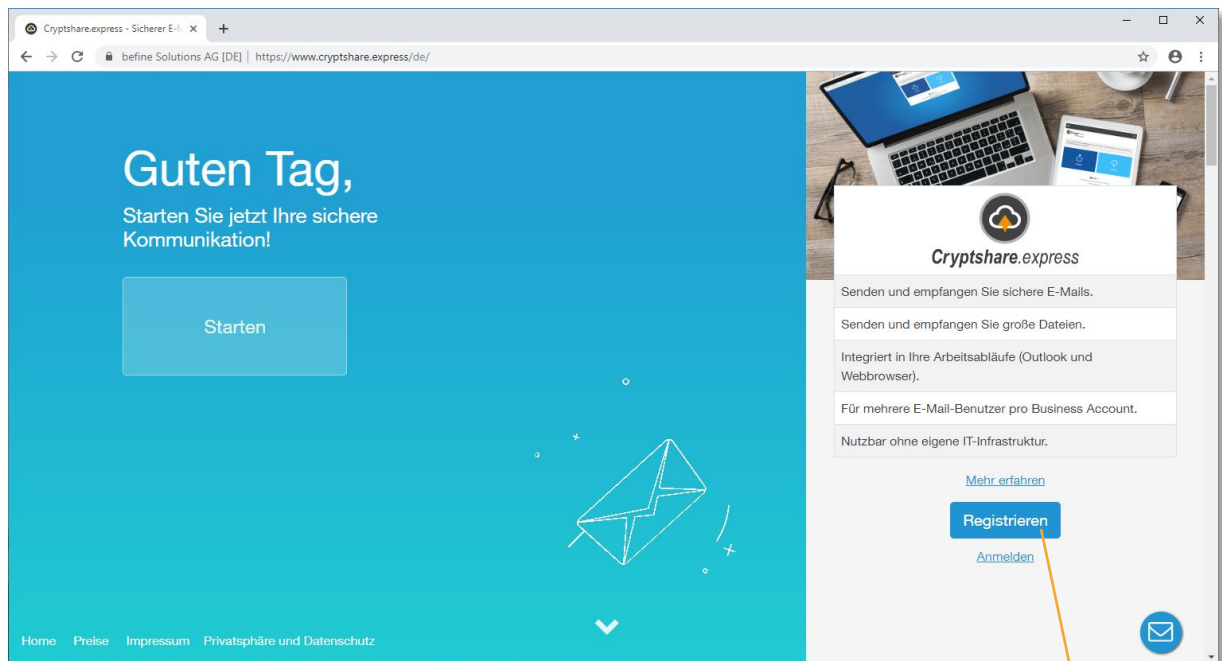 Cryptshare.express - Sicherer E-M
befine Solutions AG [DE] | https://www.cryptshare.express/de/
Guten Tag,
Starten Sie jetzt Ihre sichere
Kommunikation!
Starten
Home Preise Impressum Privatsphäre und Datenschutz
Cryptshare.express
Senden und empfangen Sie sichere E-Mails.
Senden und empfangen Sie große Dateien.
Integriert in Ihre Arbeitsabläufe (Outlook und
Webbrowser).
Für mehrere E-Mail-Benutzer pro Business Account.
Nutzbar ohne eigene IT-Infrastruktur.
Mehr erfahren
Registrieren
Anmelden